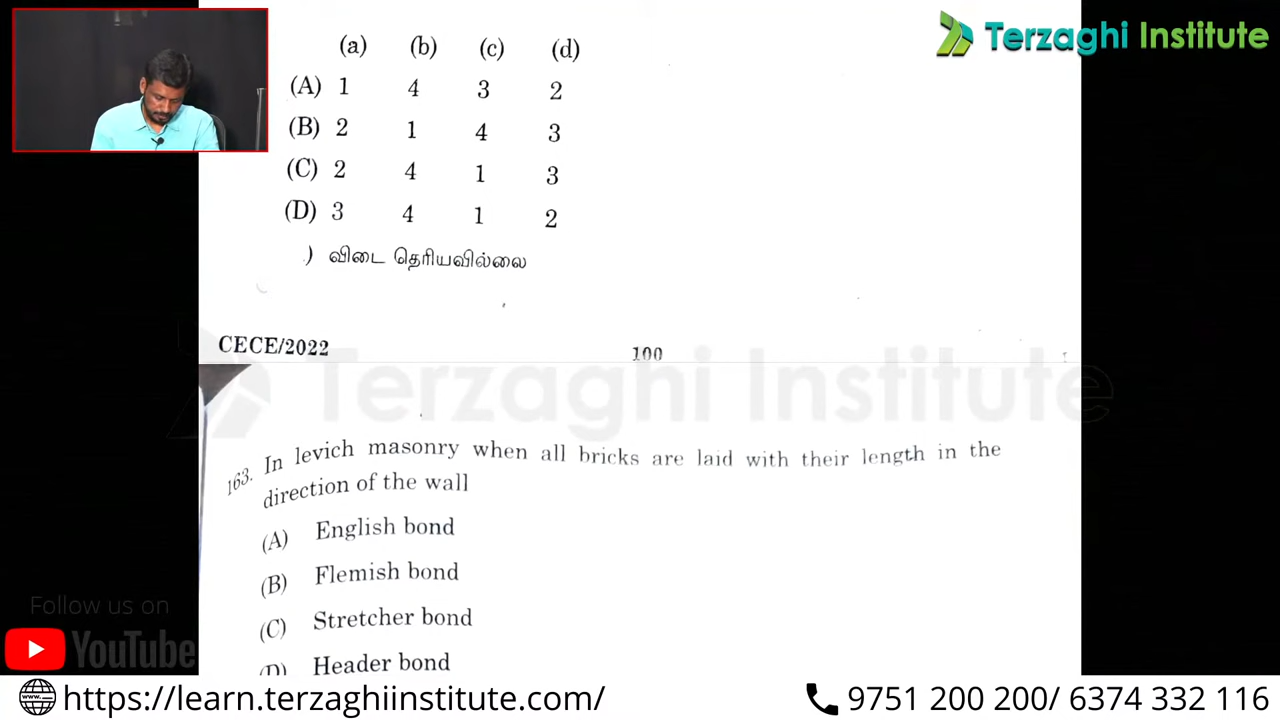 Terzaghi Institute
(a) (b) (c) (d)
(A) 1 4 3 2
(B) 2 1 4 3
(C) 2 4 1 3
(D) 3 4 1 2
) விடை தெரியவில்லை
CECE/2022 100
Terzaghi Institute
163. In levich masonry when all bricks are laid with their length in the
direction of the wall
(A) English bond
(B) Flemish bond
(C) Stretcher bond
(D) Header bond
Follow us on
YouTube
https://learn.terzaghiinstitute.com/ 9751 200 200/ 6374 332 116